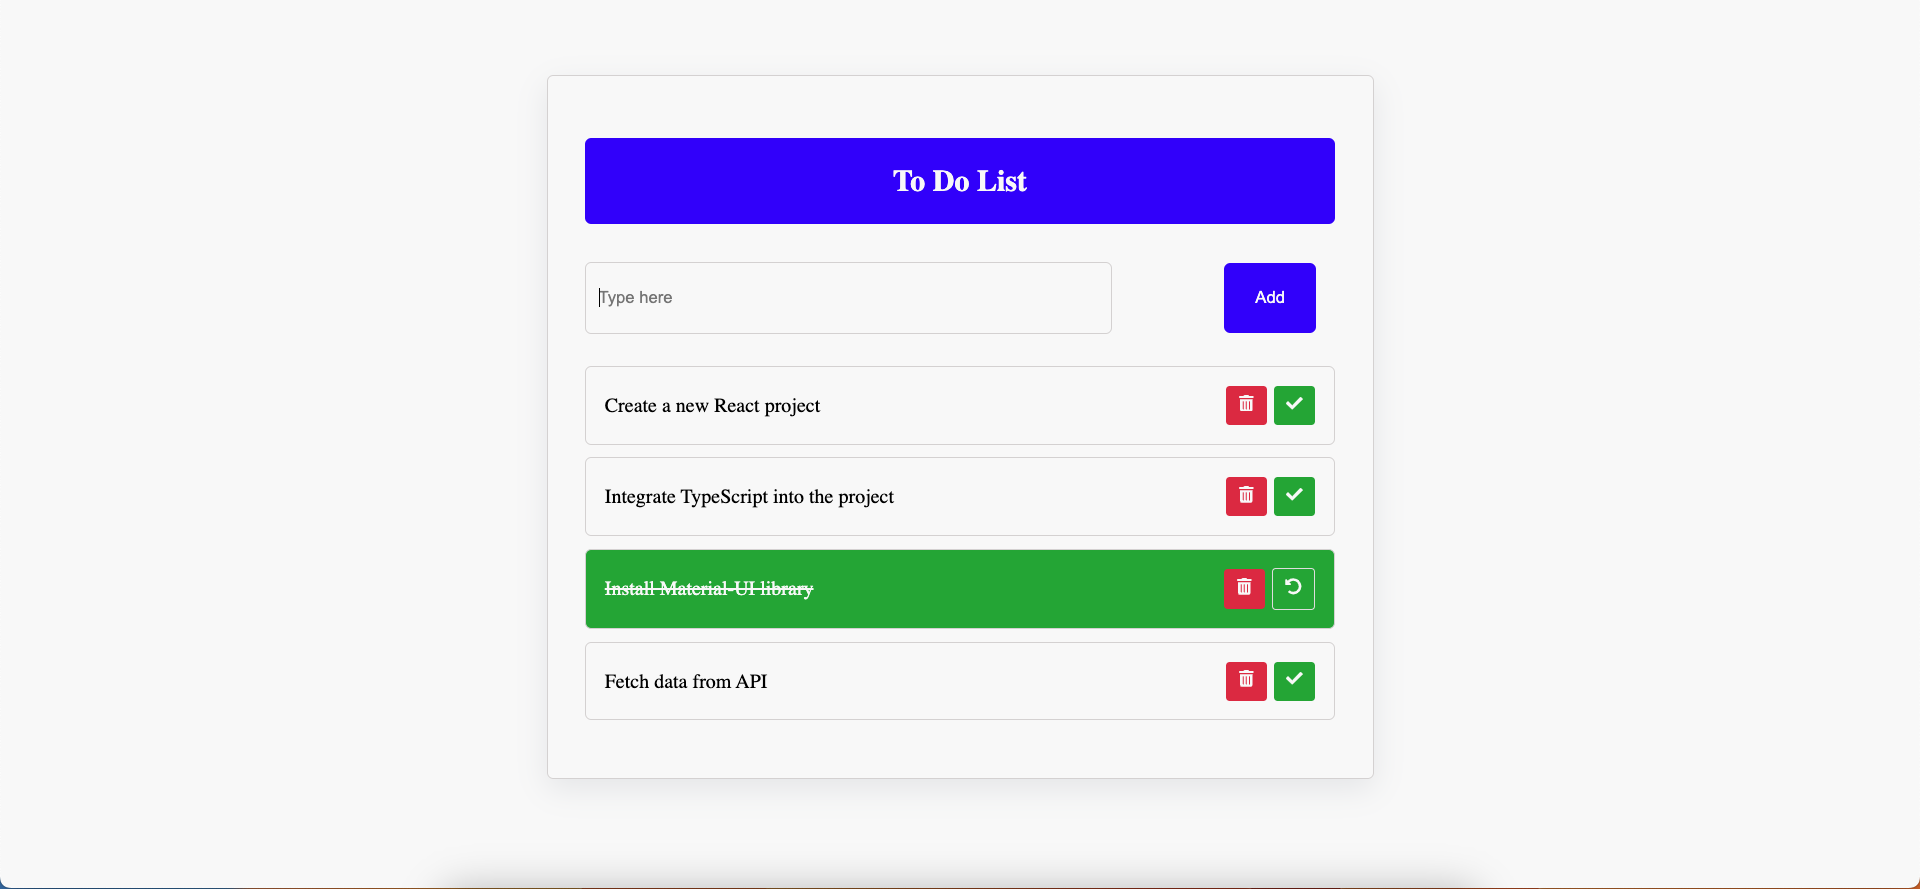 To Do List
Type here
Add
Create a new React project
Integrate TypeScript into the project
Install Material-UI library
Fetch data from API